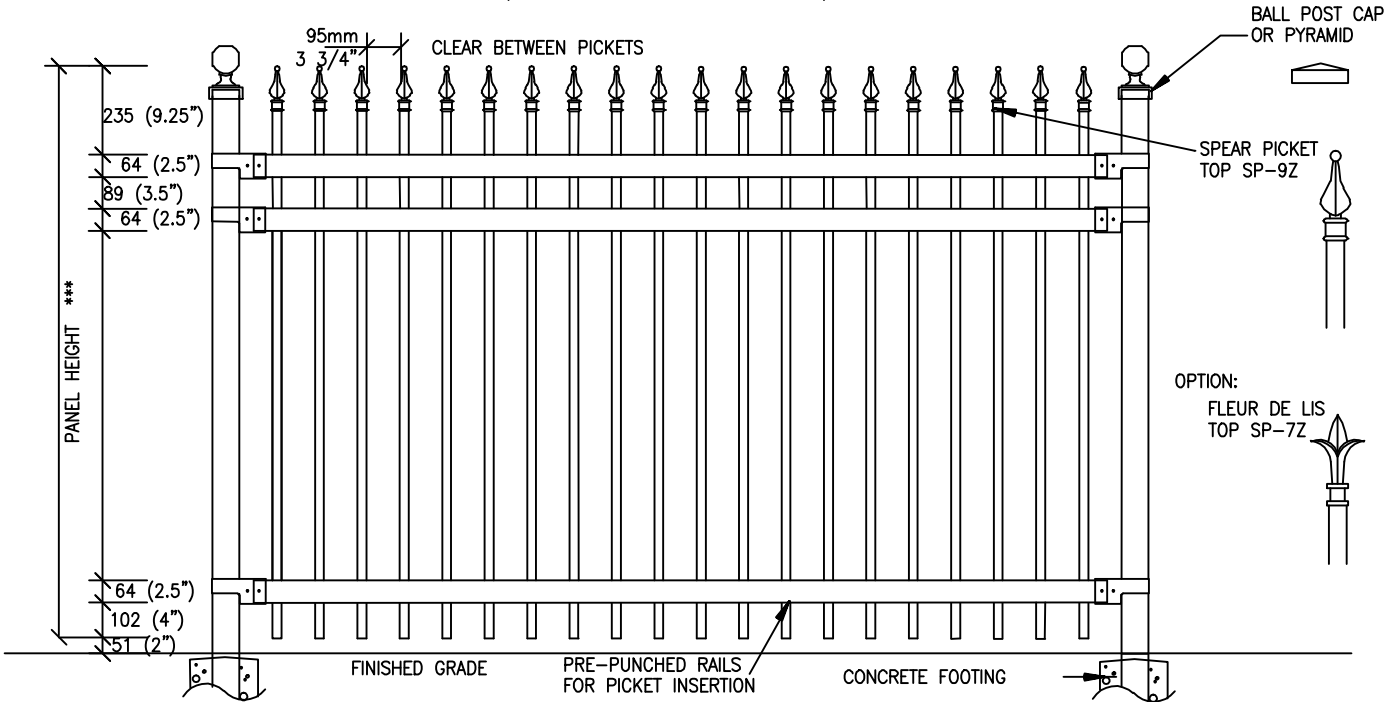 BALL POST CAP
OR PYRAMID
95mm
3 3/4"
CLEAR BETWEEN PICKETS
235 (9.25")
64 (2.5")
89 (3.5")
64 (2.5")
SPEAR PICKET
TOP SP-9Z
PANEL HEIGHT ***
OPTION:
FLEUR DE LIS
TOP SP-7Z
64 (2.5")
102 (4")
51 (2")
FINISHED GRADE
PRE-PUNCHED RAILS
FOR PICKET INSERTION
CONCRETE FOOTING